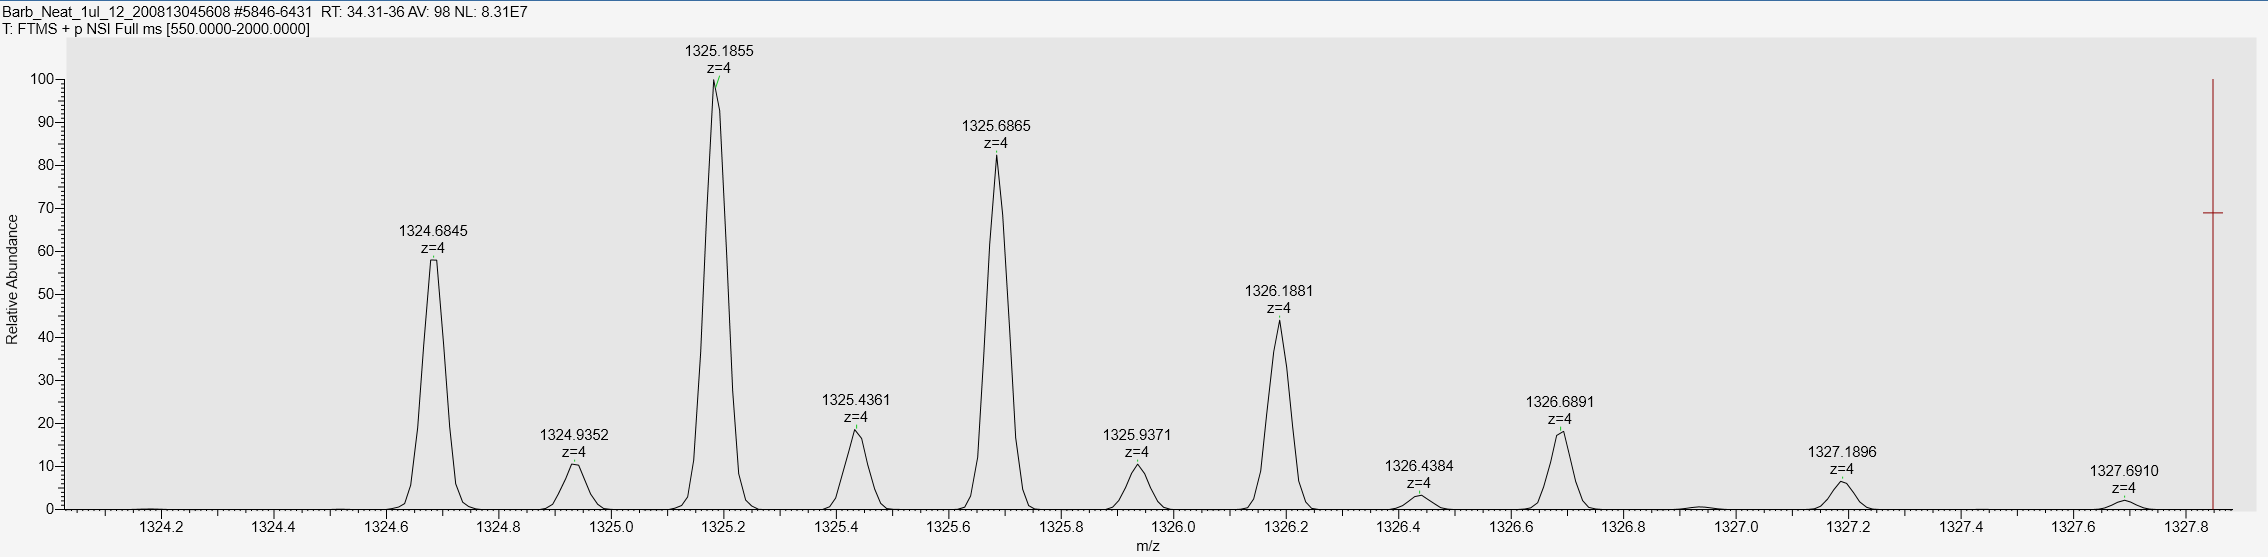 Barb_Neat_1ul_12_200813045608 #5846-6431 RT: 34.31-36 AV: 98 NL: 8.31E7
T: FTMS + p NSI Full ms [550.0000-2000.0000]
1325.1855
z=4
100
90
1325.6865
z=4
80
70
1324.6845
z=4
60
Relative Abundance
50
1326.1881
z=4
40
30
1325.4361
z=4
1326.6891
z=4
20
1324.9352
z=4
1325.9371
z=4
1327.1896
z=4
1326.4384
z=4
1327.6910
z=4
10
0
1324.2 1324.4 1324.6 1324.8 1325.0 1325.2 1325.4 1325.6 1325.8 1326.0 1326.2 1326.4 1326.6 1326.8 1327.0 1327.2 1327.4 1327.6 1327.8
m/z